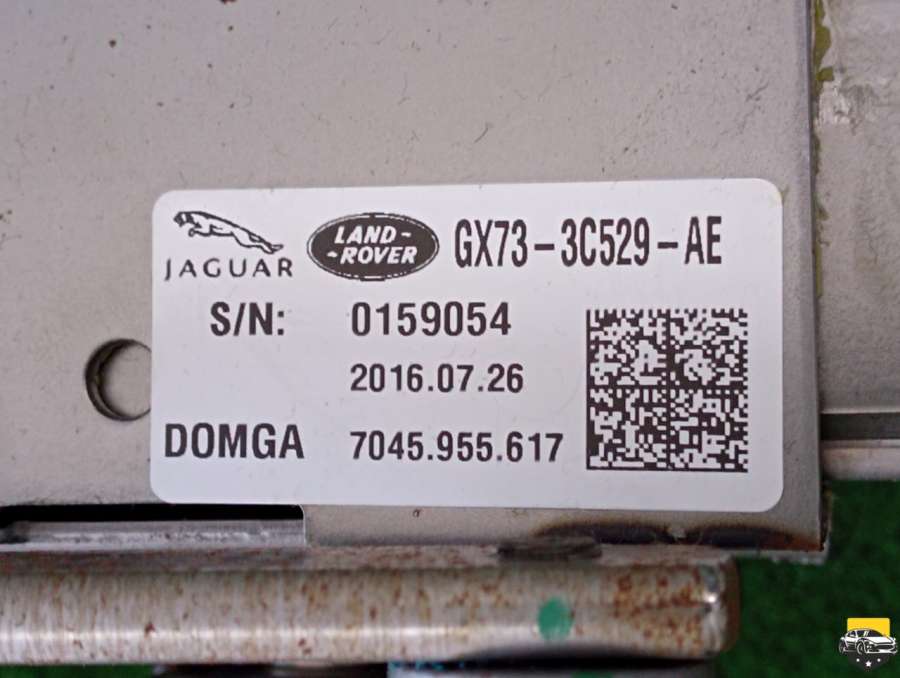 JAGUAR LAND-ROVER GX73-3C529-AE
S/N: 0159054
2016.07.26
DOMGA 7045.955.617